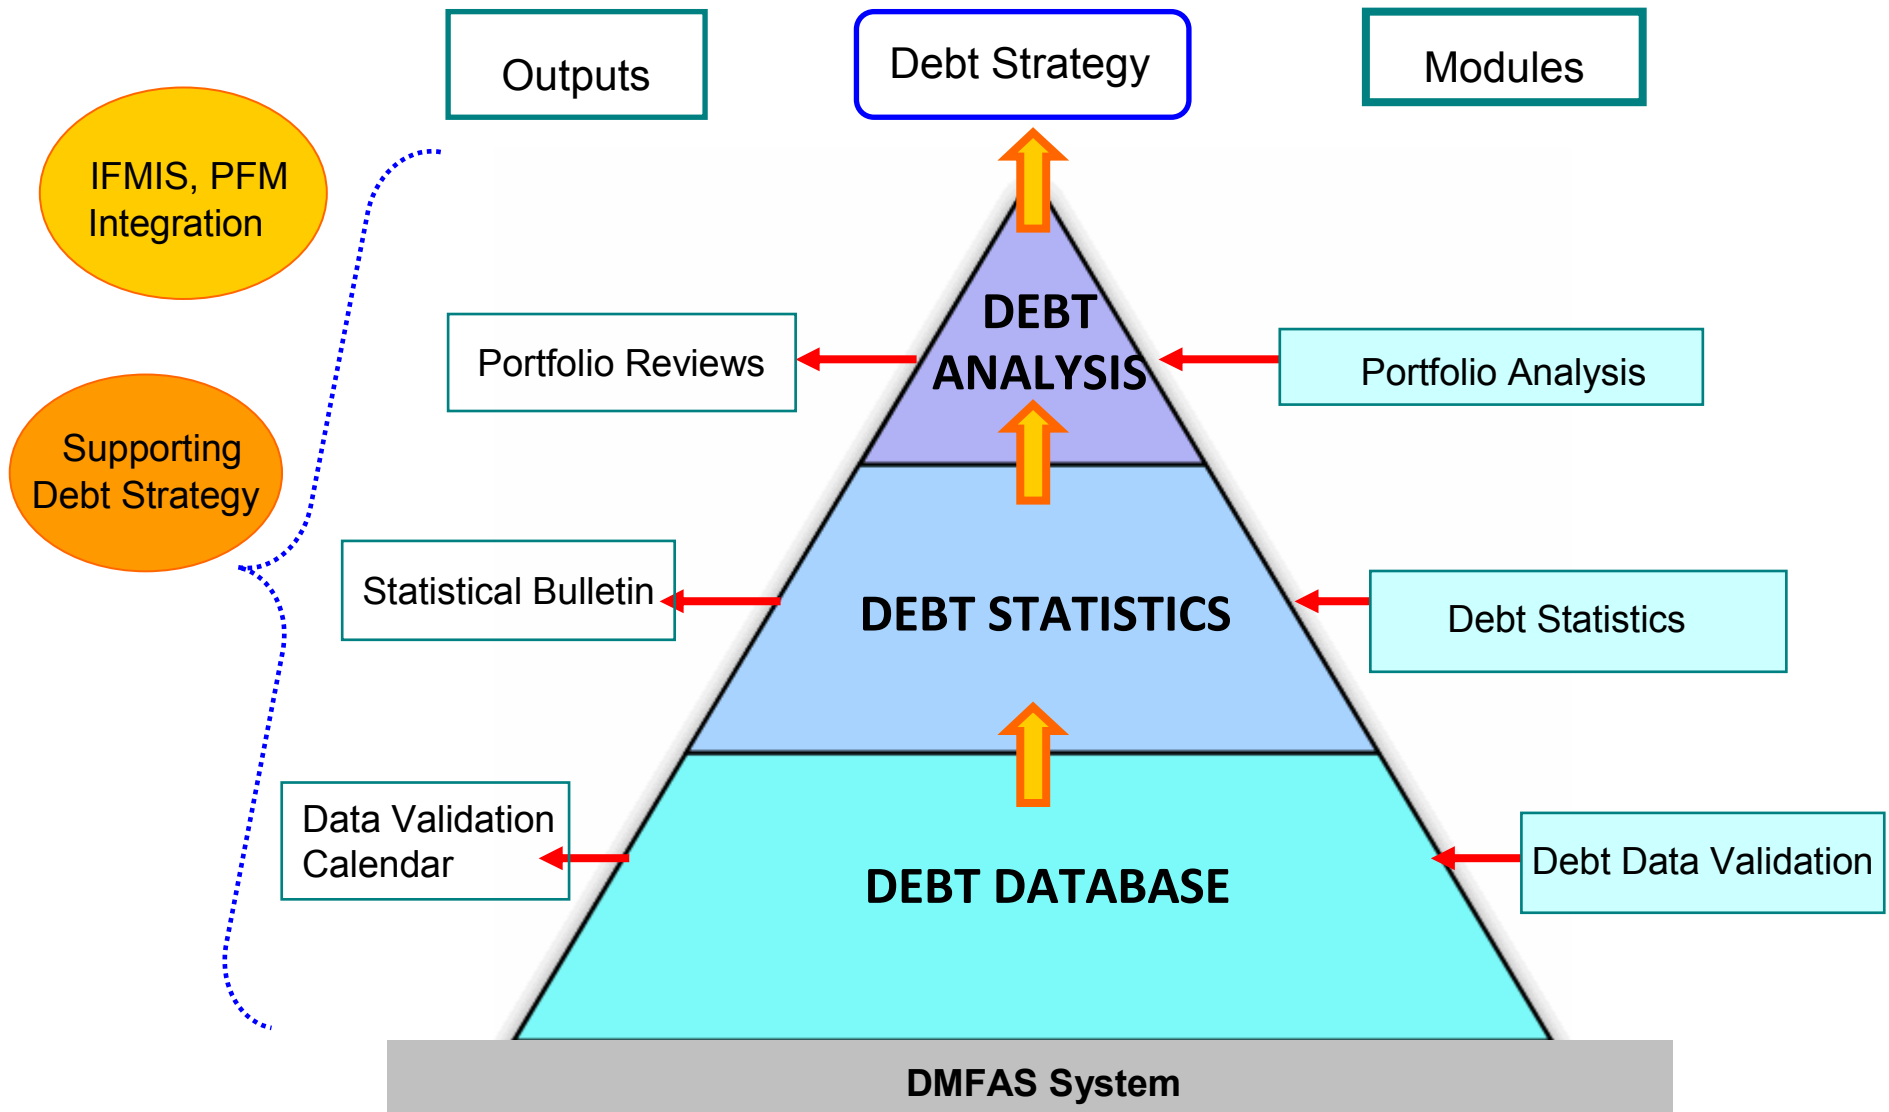 Outputs
Debt Strategy
Modules
IFMIS, PFM
Integration
DEBT
ANALYSIS
Portfolio Reviews
Portfolio Analysis
Supporting
Debt Strategy
Statistical Bulletin
DEBT STATISTICS
Debt Statistics
Data Validation
Calendar
DEBT DATABASE
Debt Data Validation
DMFAS System